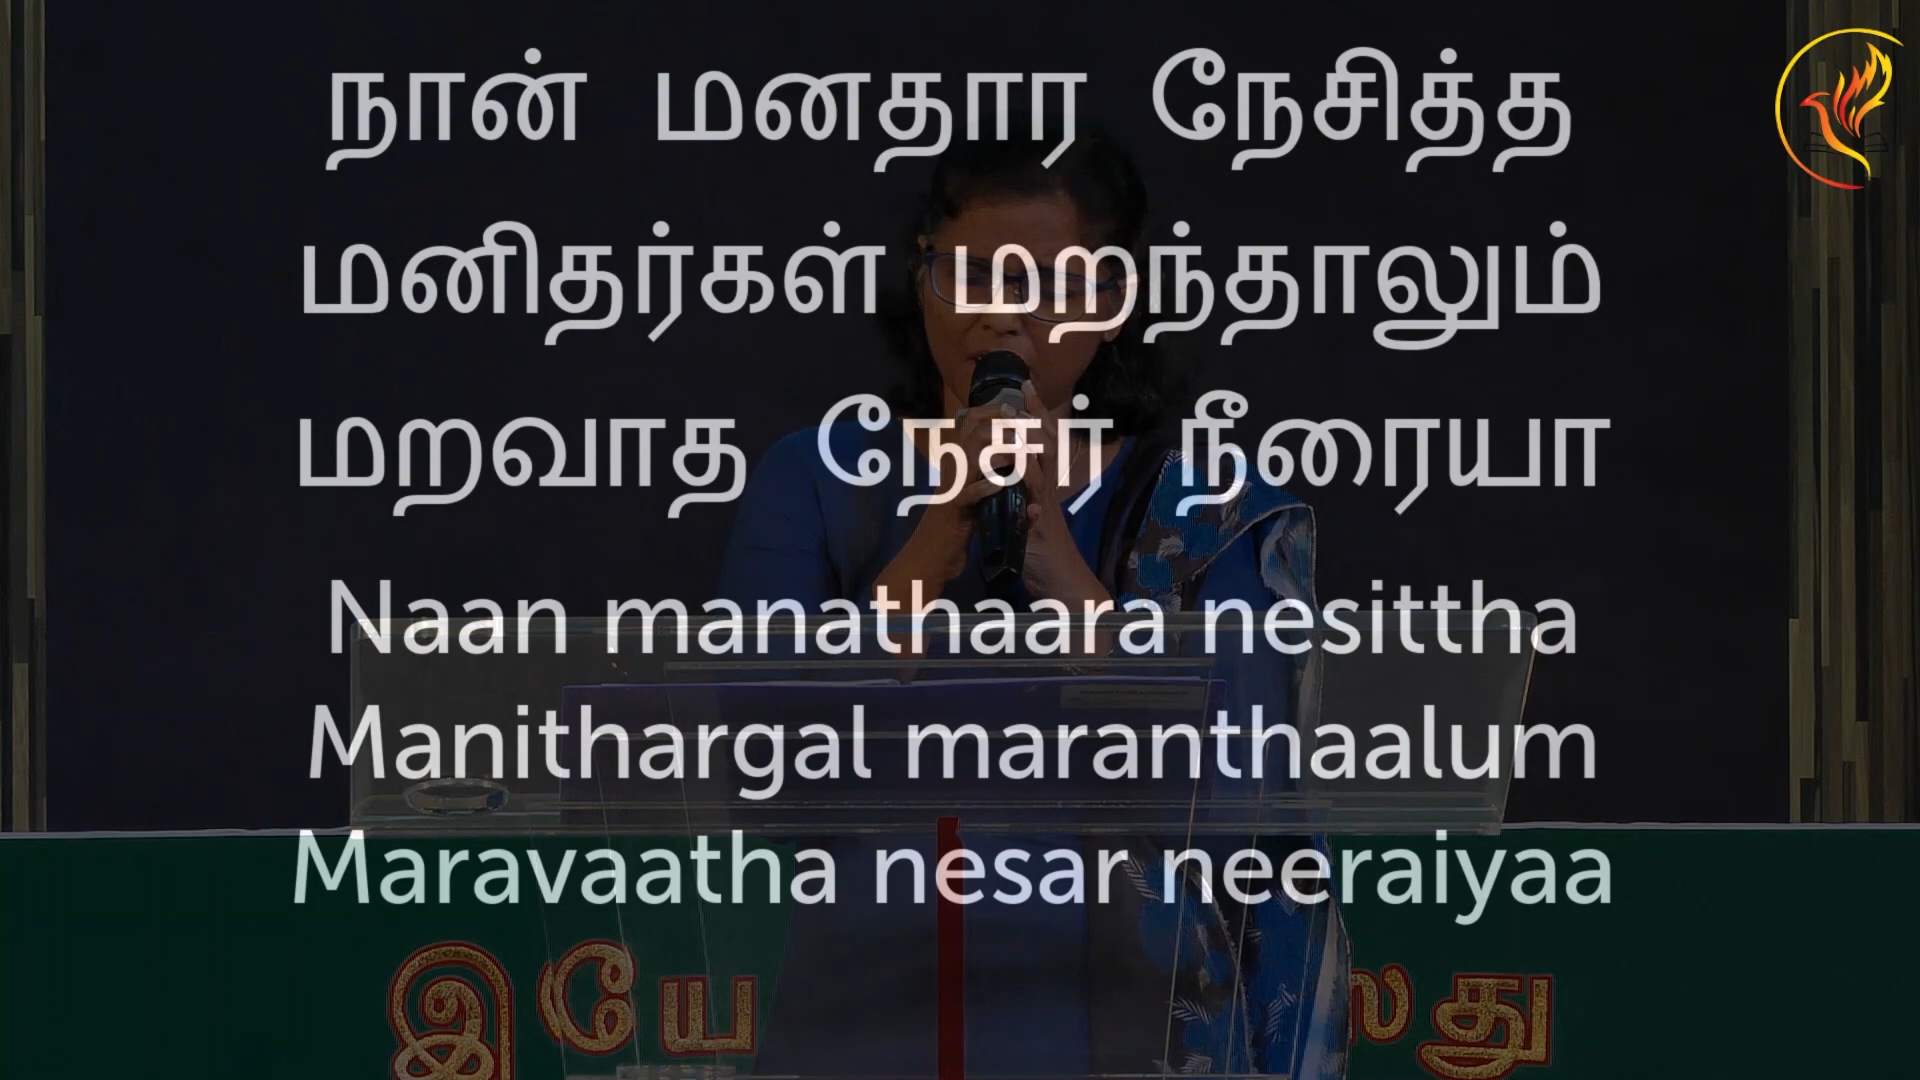 நான் மனதார நேசித்த
மனிதர்கள் மறந்தாலும்
மறவாத நேசர் நீரையா
Naan manathaara nesittha
Manithargal maranthaalum
Maravaatha nesar neeraiyaa